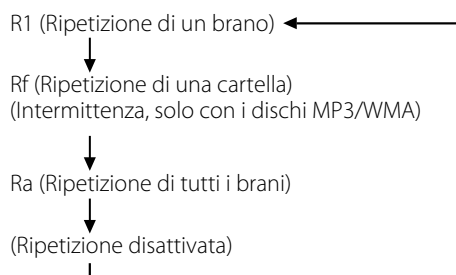 R1 (Ripetizione di un brano)
Rf (Ripetizione di una cartella)
(Intermittenza, solo con i dischi MP3/WMA)
Ra (Ripetizione di tutti i brani)
(Ripetizione disattivata)